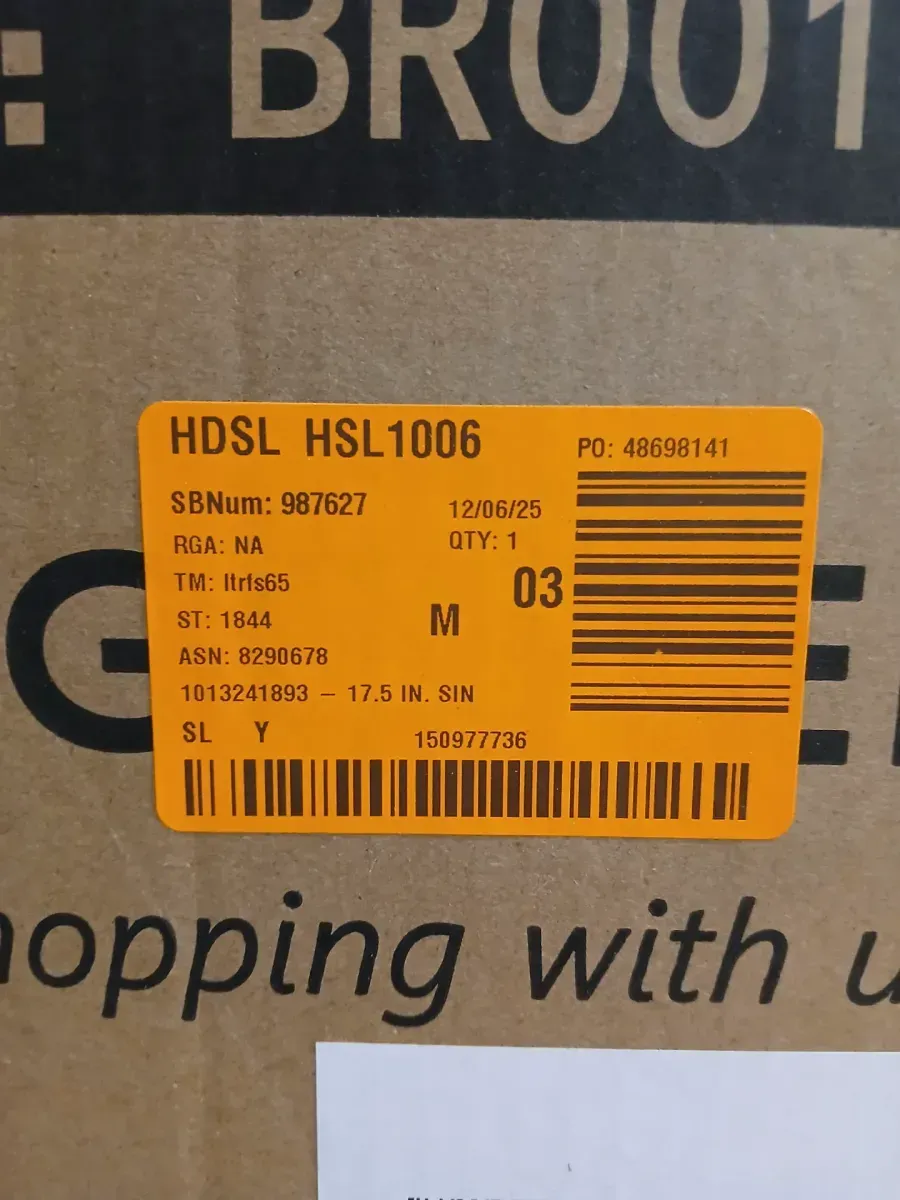 : BR001
HDSL HSL1006
PO: 48698141
SBNum: 987627
12/06/25
RGA: NA
QTY: 1
TM: ltrfs65
03
ST: 1844
M
ASN: 8290678
1013241893 – 17.5 IN. SIN
SL Y
150977736
G
E
opping with u